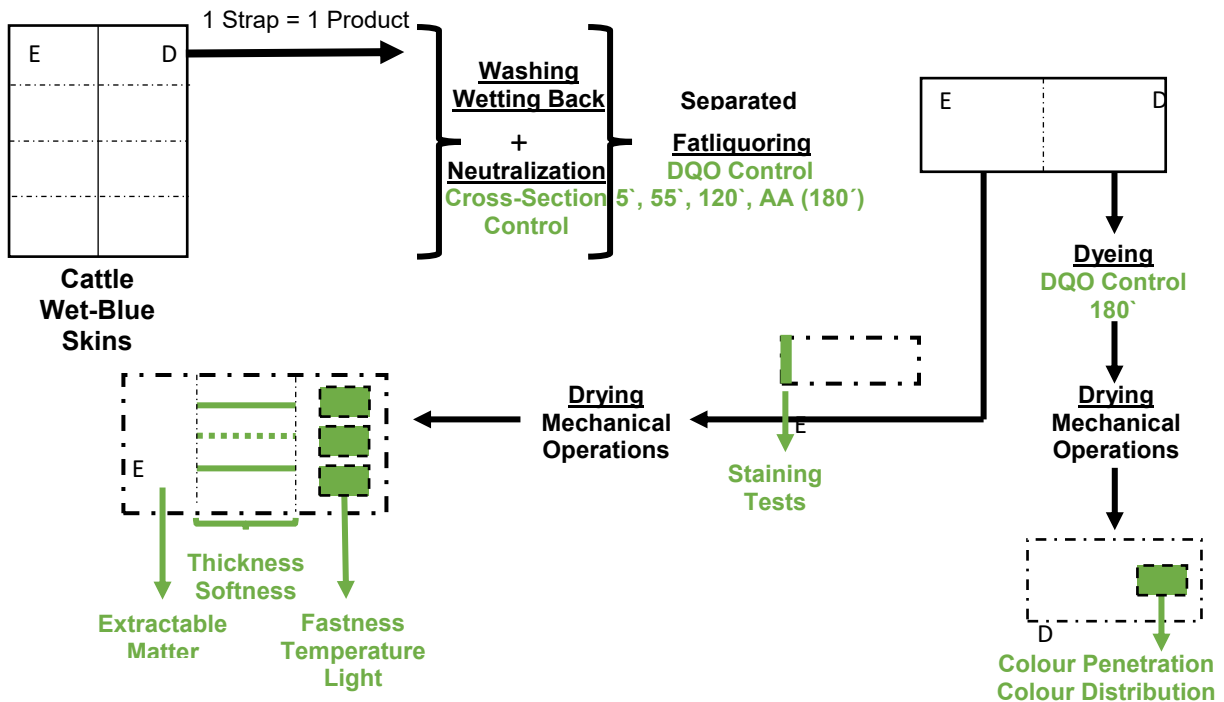 1 Strap = 1 Product
E D
Cattle
Wet-Blue
Skins
Washing
Wetting Back
+
Neutralization
Cross-Section
Control
Separated
Fatliquoring
DQO Control
5`, 55`, 120`, AA (180´)
E D
Dyeing
DQO Control
180`
Drying
Mechanical
Operations
D
Colour Penetration
Colour Distribution
E
Staining
Tests
Drying
Mechanical
Operations
E
Thickness
Softness
Extractable
Matter
Fastness
Temperature
Light